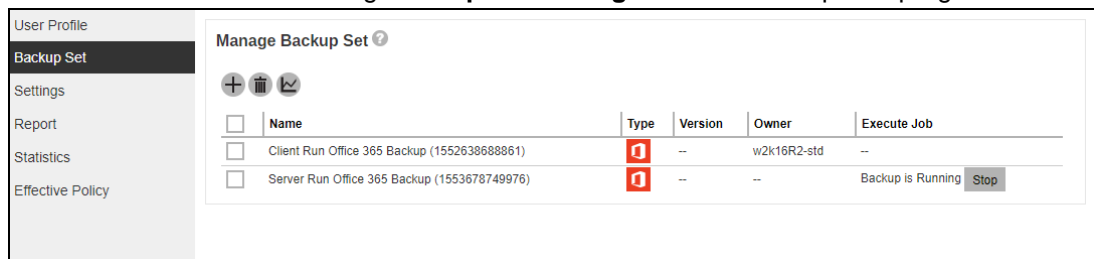 User Profile
Backup Set
Settings
Report
Statistics
Effective Policy
Manage Backup Set ?
Name Type Version Owner Execute Job
Client Run Office 365 Backup (1552638688861) -- w2k16R2-std --
Server Run Office 365 Backup (1553678749976) -- -- Backup is Running Stop